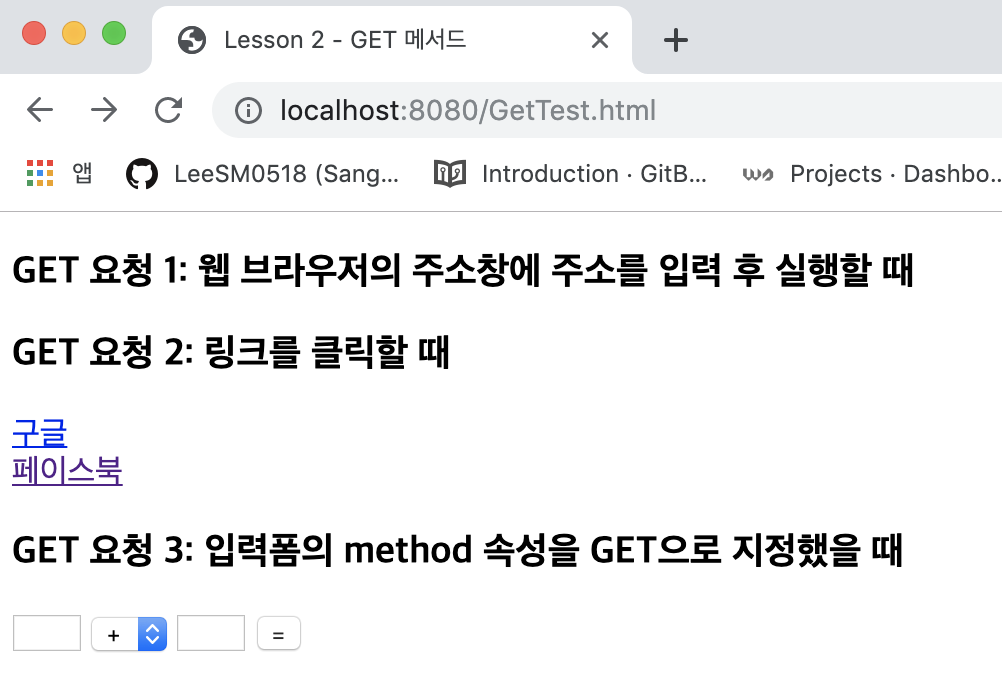 Lesson 2 - GET 메서드
localhost:8080/GetTest.html
앱 LeeSM0518 (Sang... Introduction · GitB... Projects · Dashbo...
GET 요청 1: 웹 브라우저의 주소창에 주소를 입력 후 실행할 때
GET 요청 2: 링크를 클릭할 때
구글
페이스북
GET 요청 3: 입력폼의 method 속성을 GET으로 지정했을 때
+ =